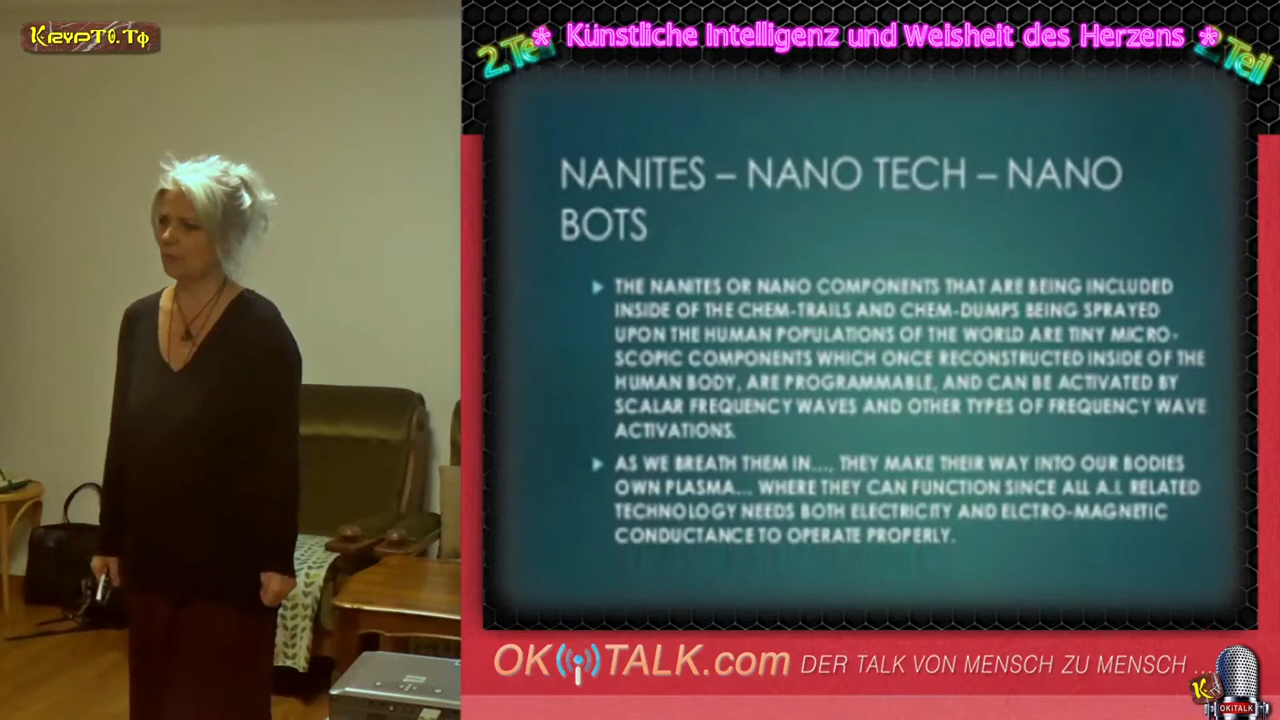 KrypT0.Tφ
* Künstliche Intelligenz und Weisheit des Herzens *
2.Teil
2.Teil
NANITES – NANO TECH – NANO
BOTS
THE NANITES OR NANO COMPONENTS THAT ARE BEING INCLUDED
INSIDE OF THE CHEM-TRAILS AND CHEM-DUMPS BEING SPRAYED
UPON THE HUMAN POPULATIONS OF THE WORLD ARE TINY MICRO-
SCOPIC COMPONENTS WHICH ONCE RECONSTRUCTED INSIDE OF THE
HUMAN BODY, ARE PROGRAMMABLE, AND CAN BE ACTIVATED BY
SCALAR FREQUENCY WAVES AND OTHER TYPES OF FREQUENCY WAVE
ACTIVATIONS.
AS WE BREATH THEM IN...., THEY MAKE THEIR WAY INTO OUR BODIES
OWN PLASMA... WHERE THEY CAN FUNCTION SINCE ALL A.I. RELATED
TECHNOLOGY NEEDS BOTH ELECTRICITY AND ELCTRO-MAGNETIC
CONDUCTANCE TO OPERATE PROPERLY.
OKiTALK.com DER TALK VON MENSCH ZU MENSCH ...
OKiTALK